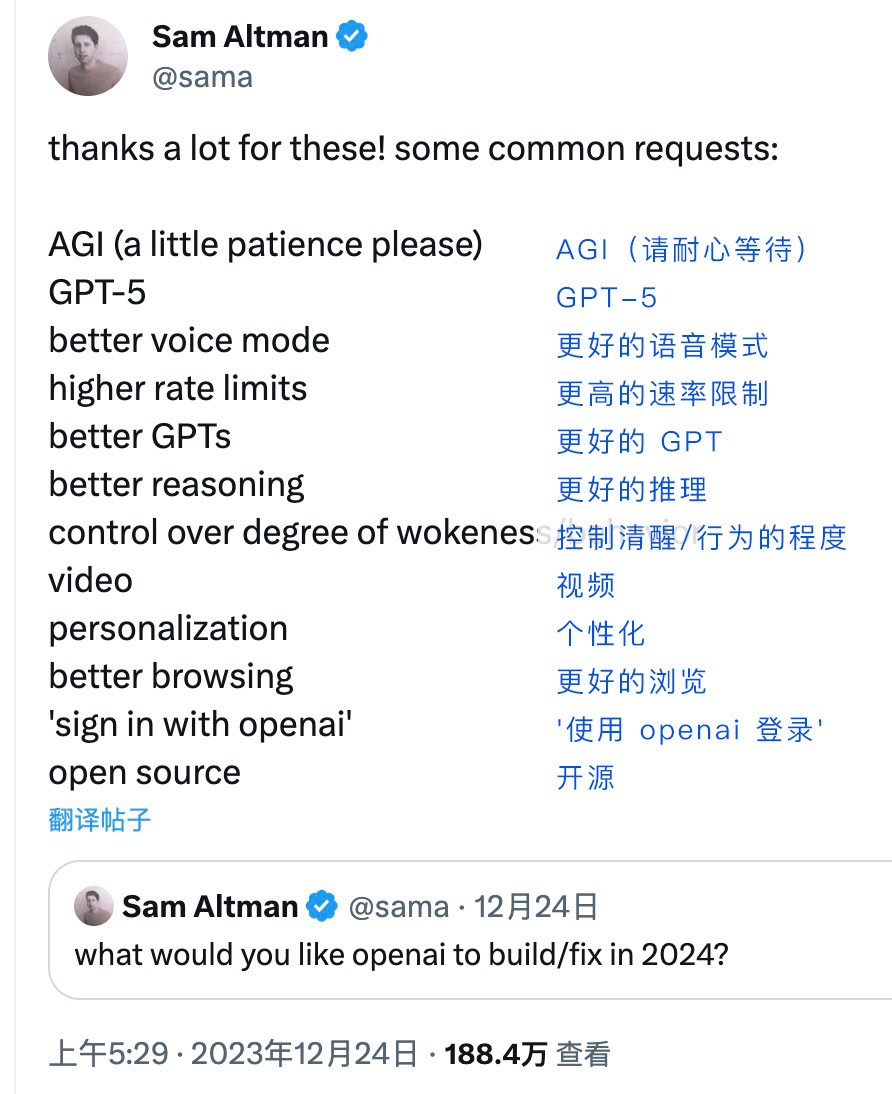 Sam Altman
@sama
thanks a lot for these! some common requests:
AGI (a little patience please) AGI（请耐心等待）
GPT-5 GPT-5
better voice mode 更好的语音模式
higher rate limits 更高的速率限制
better GPTs 更好的 GPT
better reasoning 更好的推理
control over degree of wokeness/behavior 控制清醒/行为的程度
video 视频
personalization 个性化
better browsing 更好的浏览
'sign in with openai' '使用 openai 登录'
open source 开源
翻译帖子
Sam Altman @sama · 12月24日
what would you like openai to build/fix in 2024?
上午5:29 · 2023年12月24日 · 188.4万 查看